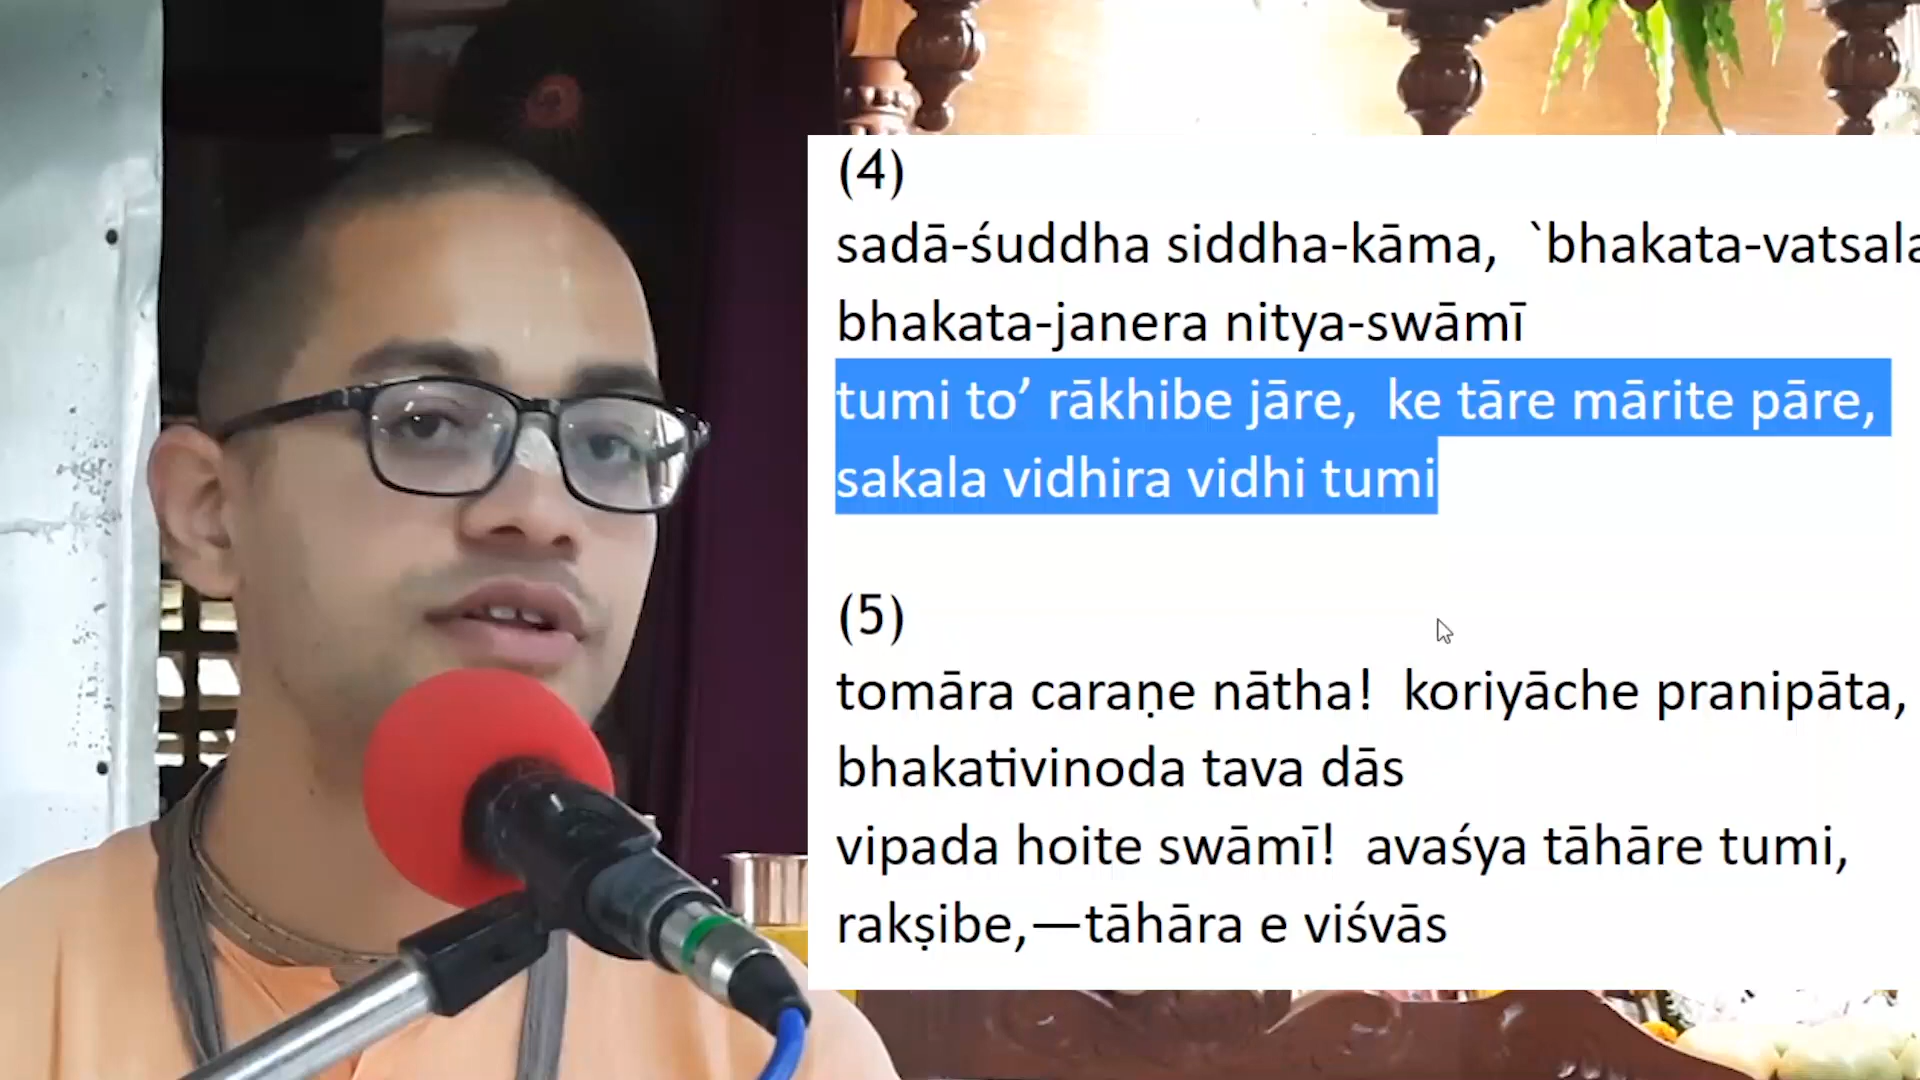 (4)
sadā-śuddha siddha-kāma, `bhakata-vatsala
bhakata-janera nitya-swāmī
tumi to’ rākhibe jāre, ke tāre mārite pāre,
sakala vidhira vidhi tumi
(5)
tomāra caraṇe nātha! koriyāche pranipāta,
bhakativinoda tava dās
vipada hoite swāmī! avaśya tāhāre tumi,
rakṣibe,—tāhāra e viśvās